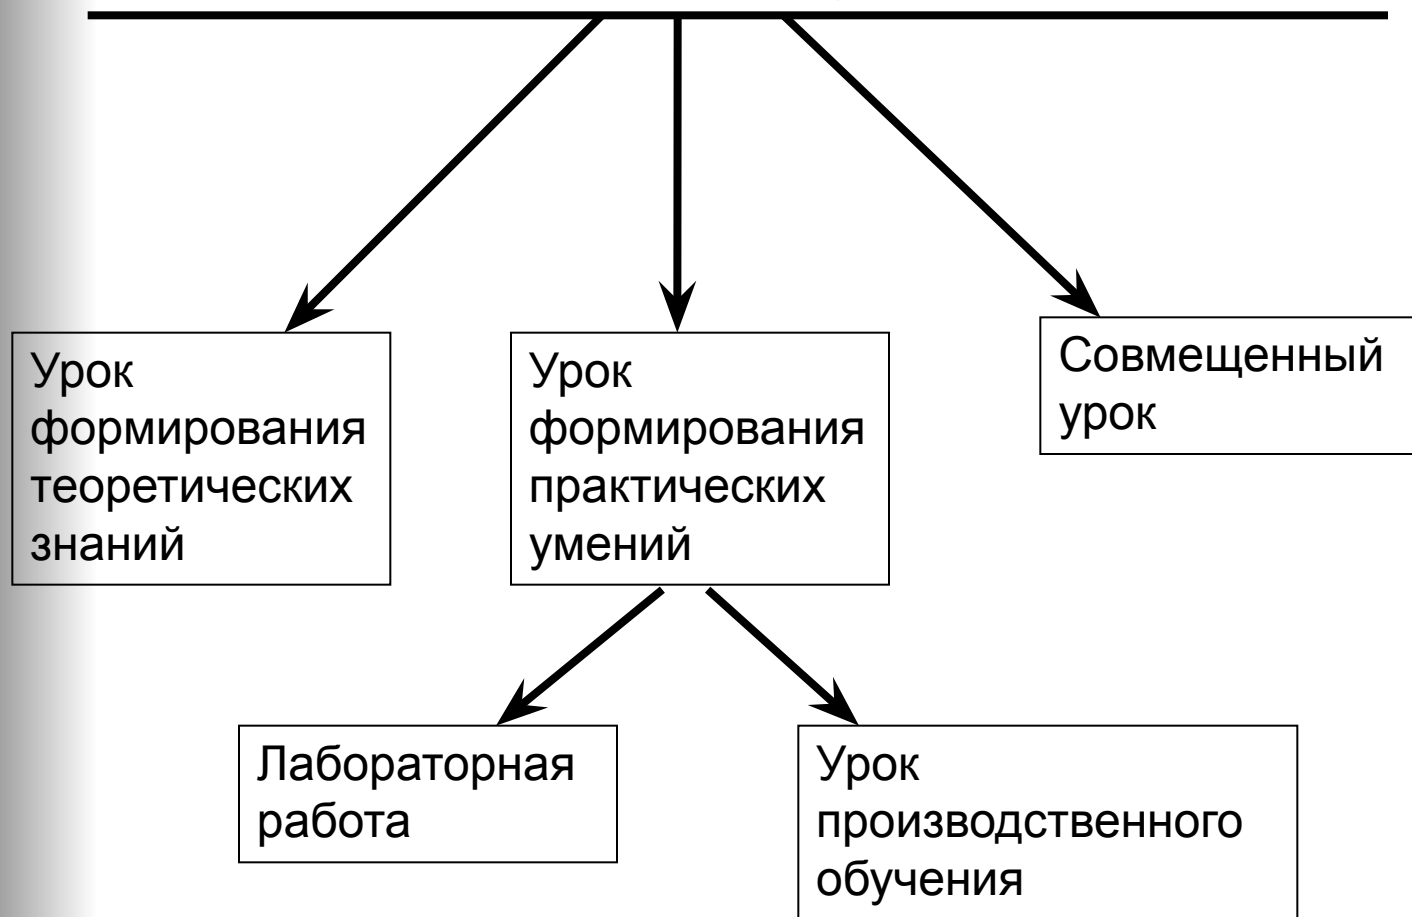 Урок
формирования
теоретических
знаний
Урок
формирования
практических
умений
Совмещенный
урок
Лабораторная
работа
Урок
производственного
обучения